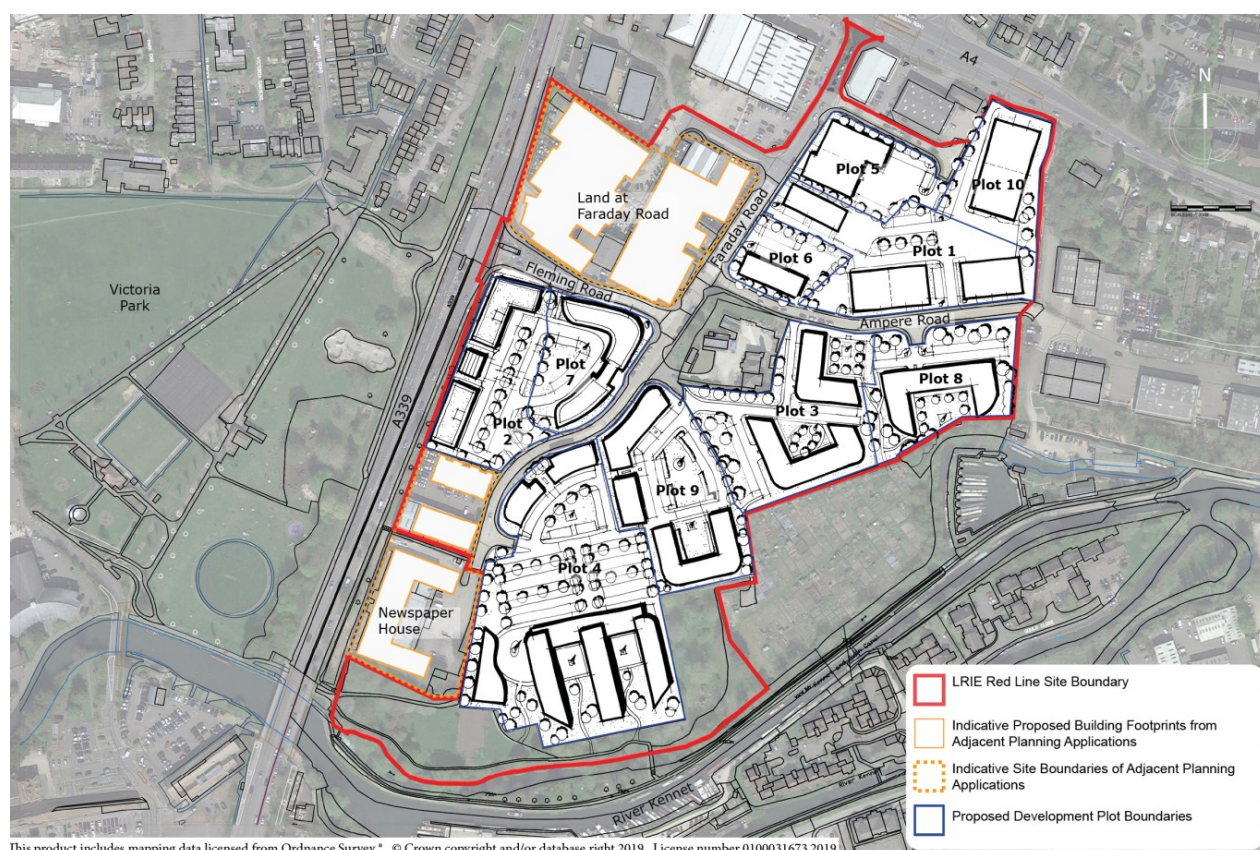 A4
N
Plot 5
Plot 10
Land at
Faraday Road
Faraday Road
Plot 1
Plot 6
Victoria
Park
Fleming Road
Ampere Road
Plot
7
Plot 8
A339
Plot 3
Plot
2
Plot 9
Plot 4
Newspaper
House
River Kennet
LRIE Red Line Site Boundary
Indicative Proposed Building Footprints from
Adjacent Planning Applications
Indicative Site Boundaries of Adjacent Planning
Applications
Proposed Development Plot Boundaries
This product includes mapping data licensed from Ordnance Survey ® © Crown copyright and/or database right 2019 License number 0100031673 2019